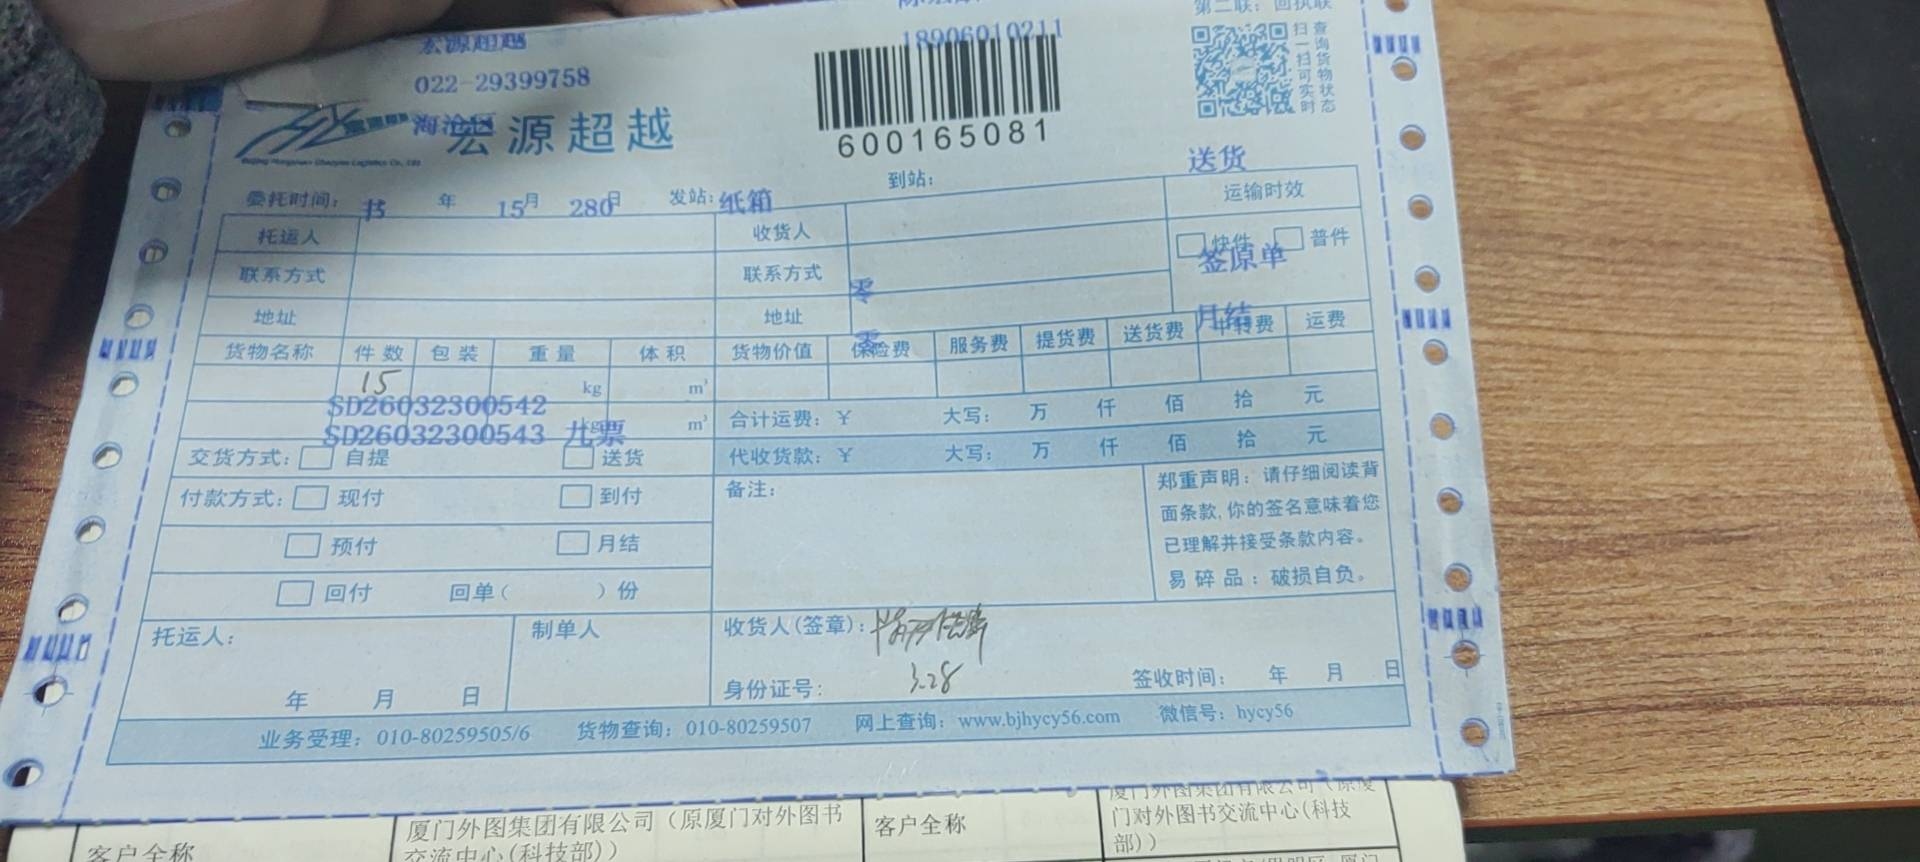 第二联：回执联
宏源超越
18906010211
022-29399758
海沧区
宏源超越
Beijing Hongyuan Chaoyue Logistics Co., Ltd
600165081
扫一扫可实时
查询货物状态
送货
到站：
委托时间： 书 年 15 月 280 日 发站： 纸箱
运输时效
托运人 收货人
快件 普件
签原单
联系方式 联系方式
零
地址 地址
月结
货物名称 件数 包装 重量 体积 货物价值 保险费 服务费 提货费 送货费 中转费 运费
零
15 kg m³
SD26032300542
kg m³ 合计运费：￥ 大写： 万 仟 佰 拾 元
SD26032300543 九票
交货方式： 自提 送货 代收货款：￥ 大写： 万 仟 佰 拾 元
付款方式： 现付 到付 备注：
预付 月结
回付 回单（ ）份
郑重声明：请仔细阅读背
面条款,你的签名意味着您
已理解并接受条款内容。
易碎品：破损自负。
托运人： 制单人 收货人(签章)：
年 月 日 身份证号： 3.28 签收时间： 年 月 日
业务受理：010-80259505/6 货物查询：010-80259507 网上查询：www.bjhycy56.com 微信号：hycy56
客户全称
厦门外图集团有限公司（原厦门对外图书
交流中心(科技部)）
客户全称
厦门外图集团有限公司（原厦
门对外图书交流中心(科技
部)）